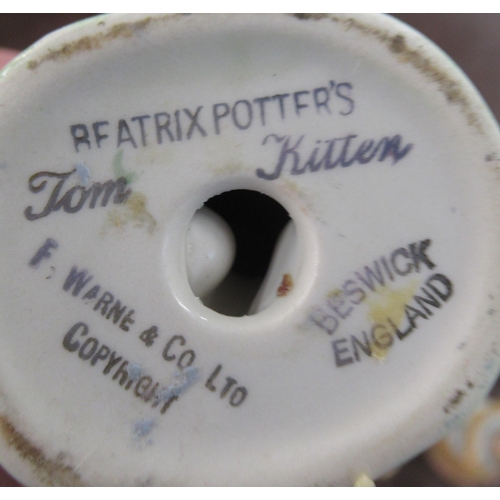 BEATRIX POTTER'S
Tom Kitten
F. WARNE & CO. LTD
COPYRIGHT
BESWICK
ENGLAND